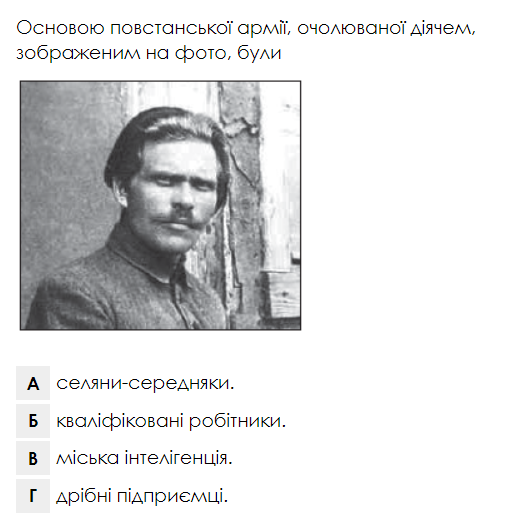 Основою повстанської армії, очолюваної діячем,
зображеним на фото, були
А селяни-середняки.
Б кваліфіковані робітники.
В міська інтелігенція.
Г дрібні підприємці.